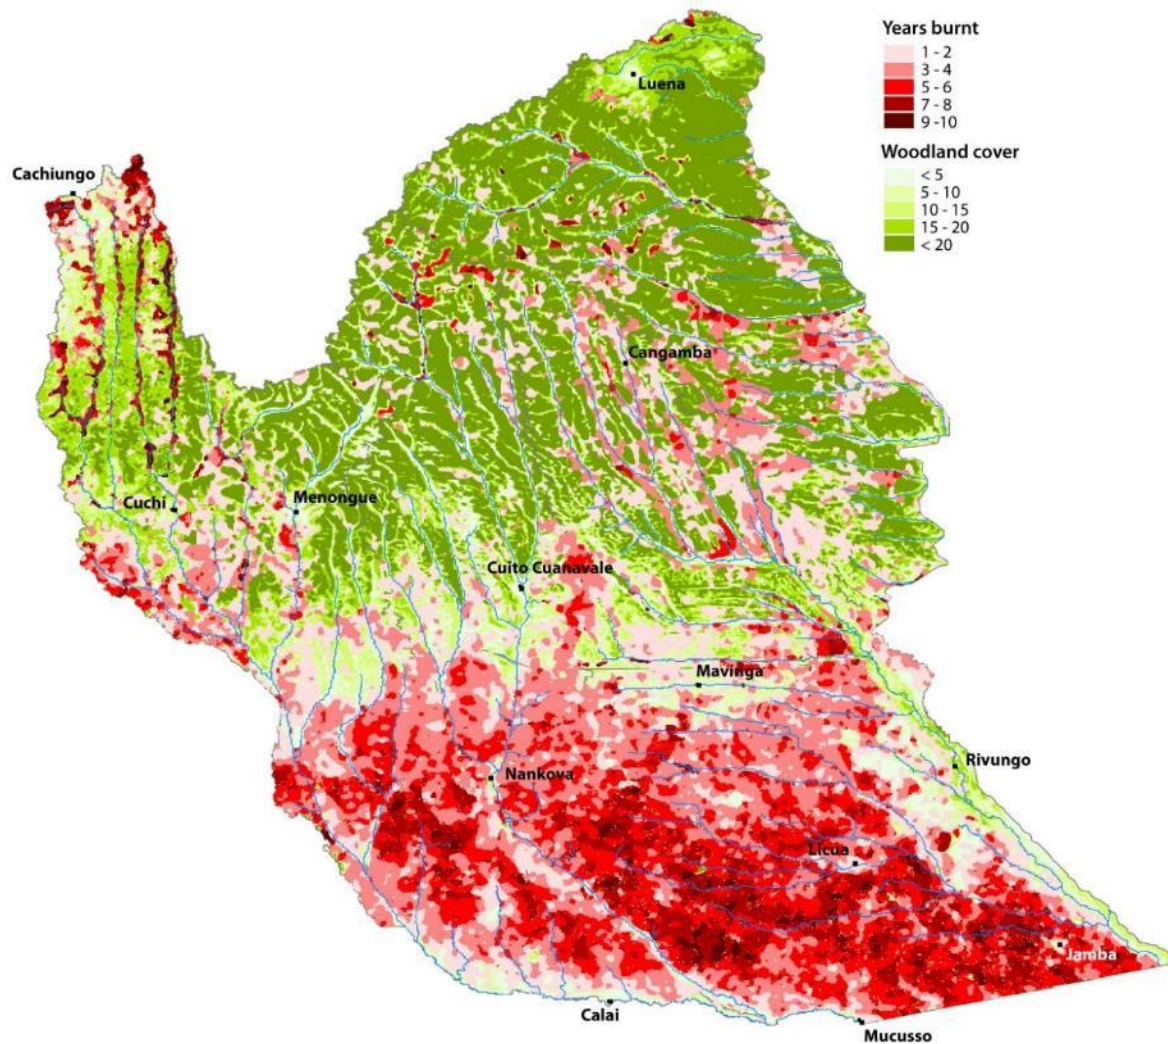 Years burnt
1 - 2
3 - 4
5 - 6
7 - 8
9 -10
Woodland cover
< 5
5 - 10
10 - 15
15 - 20
< 20
Luena
Cachiungo
Cangamba
Cuchi
Menongue
Cuito Cuanavale
Mavinga
Rivungo
Nankova
Licua
Jamba
Calai
Mucusso